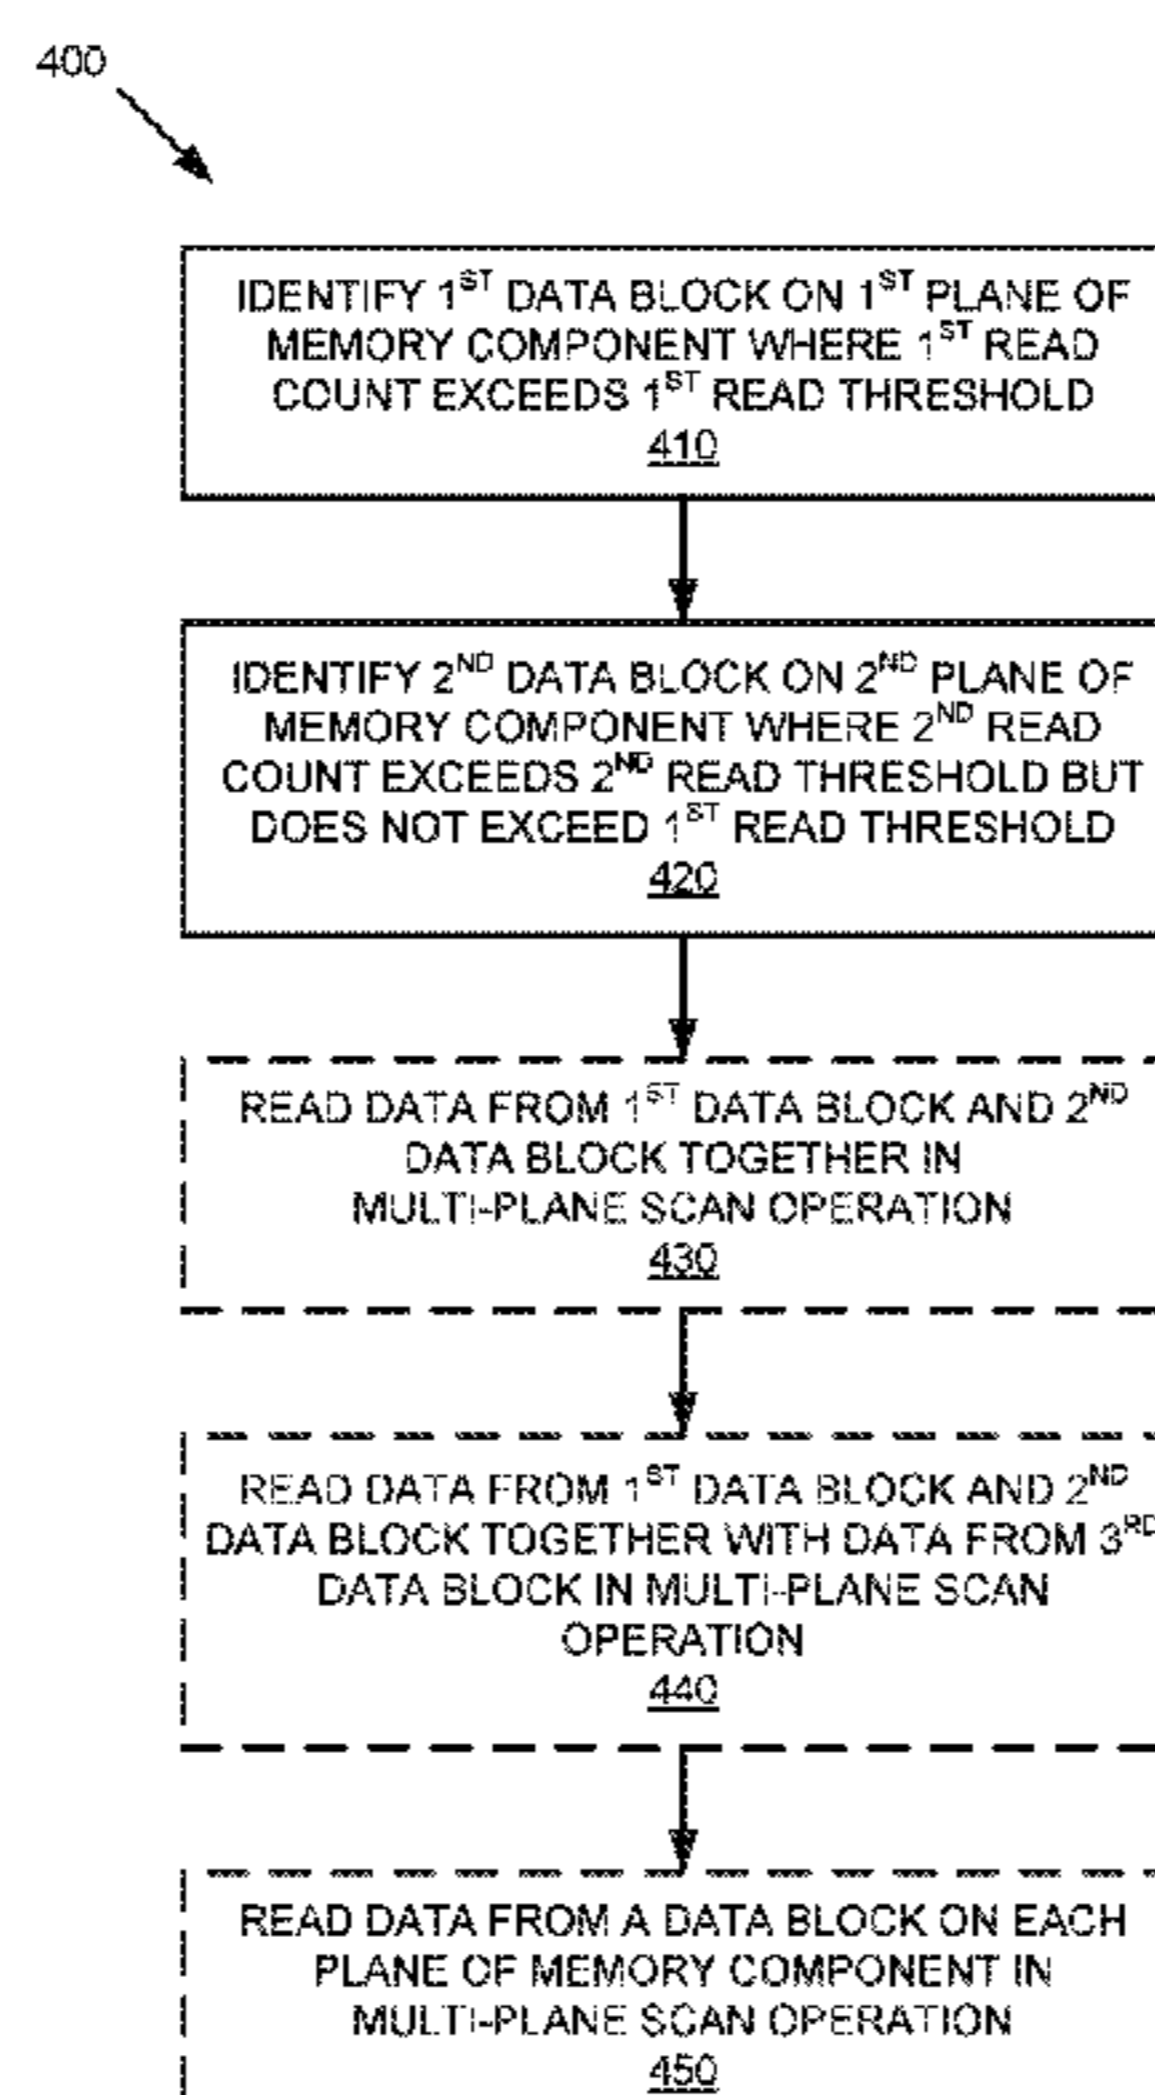 400
IDENTIFY 1ST DATA BLOCK ON 1ST PLANE OF
MEMORY COMPONENT WHERE 1ST READ
COUNT EXCEEDS 1ST READ THRESHOLD
410
IDENTIFY 2ND DATA BLOCK ON 2ND PLANE OF
MEMORY COMPONENT WHERE 2ND READ
COUNT EXCEEDS 2ND READ THRESHOLD BUT
DOES NOT EXCEED 1ST READ THRESHOLD
420
READ DATA FROM 1ST DATA BLOCK AND 2ND
DATA BLOCK TOGETHER IN
MULTI-PLANE SCAN OPERATION
430
READ DATA FROM 1ST DATA BLOCK AND 2ND
DATA BLOCK TOGETHER WITH DATA FROM 3RD
DATA BLOCK IN MULTI-PLANE SCAN
OPERATION
440
READ DATA FROM A DATA BLOCK ON EACH
PLANE OF MEMORY COMPONENT IN
MULTI-PLANE SCAN OPERATION
450